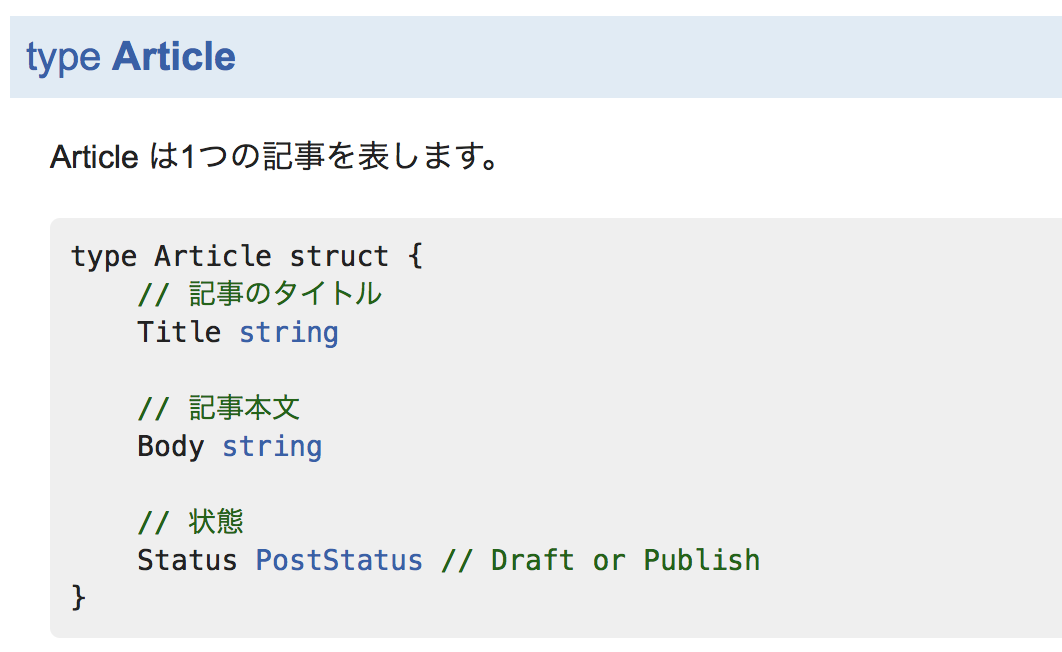 type Article
Article は1つの記事を表します。
type Article struct {
// 記事のタイトル
Title string
// 記事本文
Body string
// 状態
Status PostStatus // Draft or Publish
}